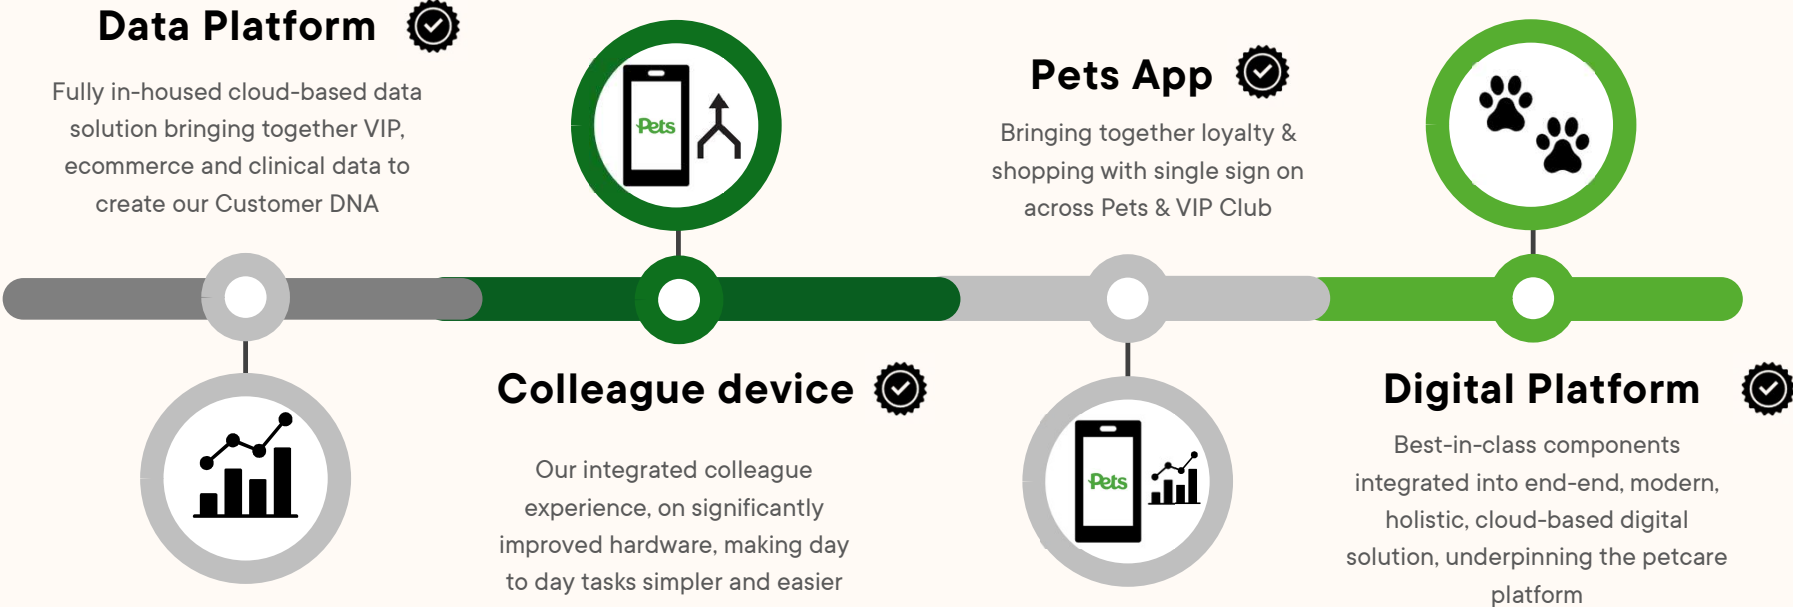 Data Platform
Fully in-housed cloud-based data
solution bringing together VIP,
ecommerce and clinical data to
create our Customer DNA
Pets
Colleague device
Our integrated colleague
experience, on significantly
improved hardware, making day
to day tasks simpler and easier
Pets App
Bringing together loyalty &
shopping with single sign on
across Pets & VIP Club
Pets
Digital Platform
Best-in-class components
integrated into end-end, modern,
holistic, cloud-based digital
solution, underpinning the petcare
platform